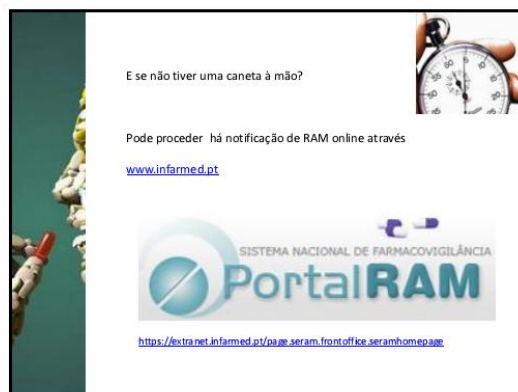 E se não tiver uma caneta à mão?
Pode proceder há notificação de RAM online através
www.infarmed.pt
SISTEMA NACIONAL DE FARMACOVIGILÂNCIA
PortalRAM
https://extranet.infarmed.pt/page.seram.frontoffice.seramhomepage